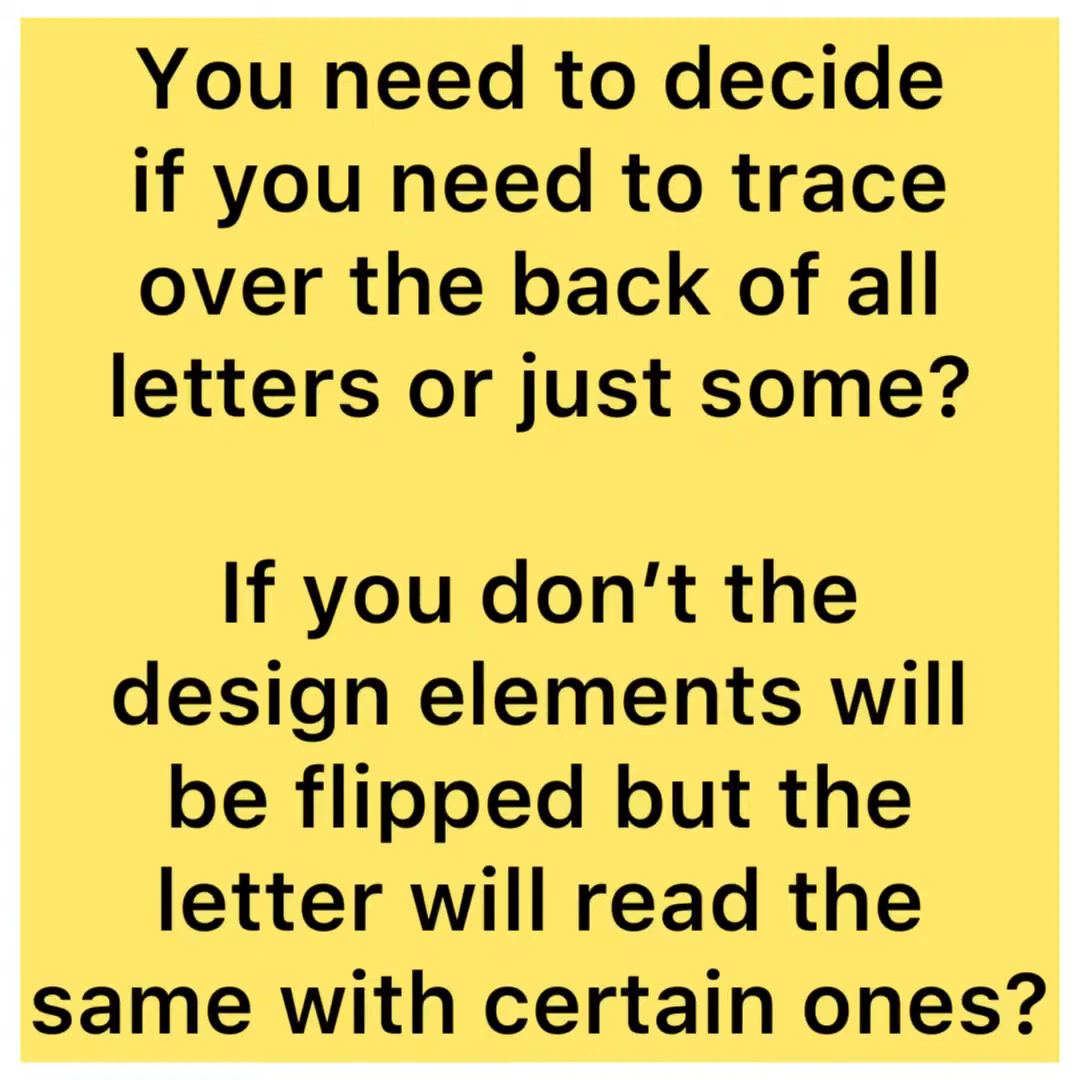 You need to decide
if you need to trace
over the back of all
letters or just some?
If you don’t the
design elements will
be flipped but the
letter will read the
same with certain ones?